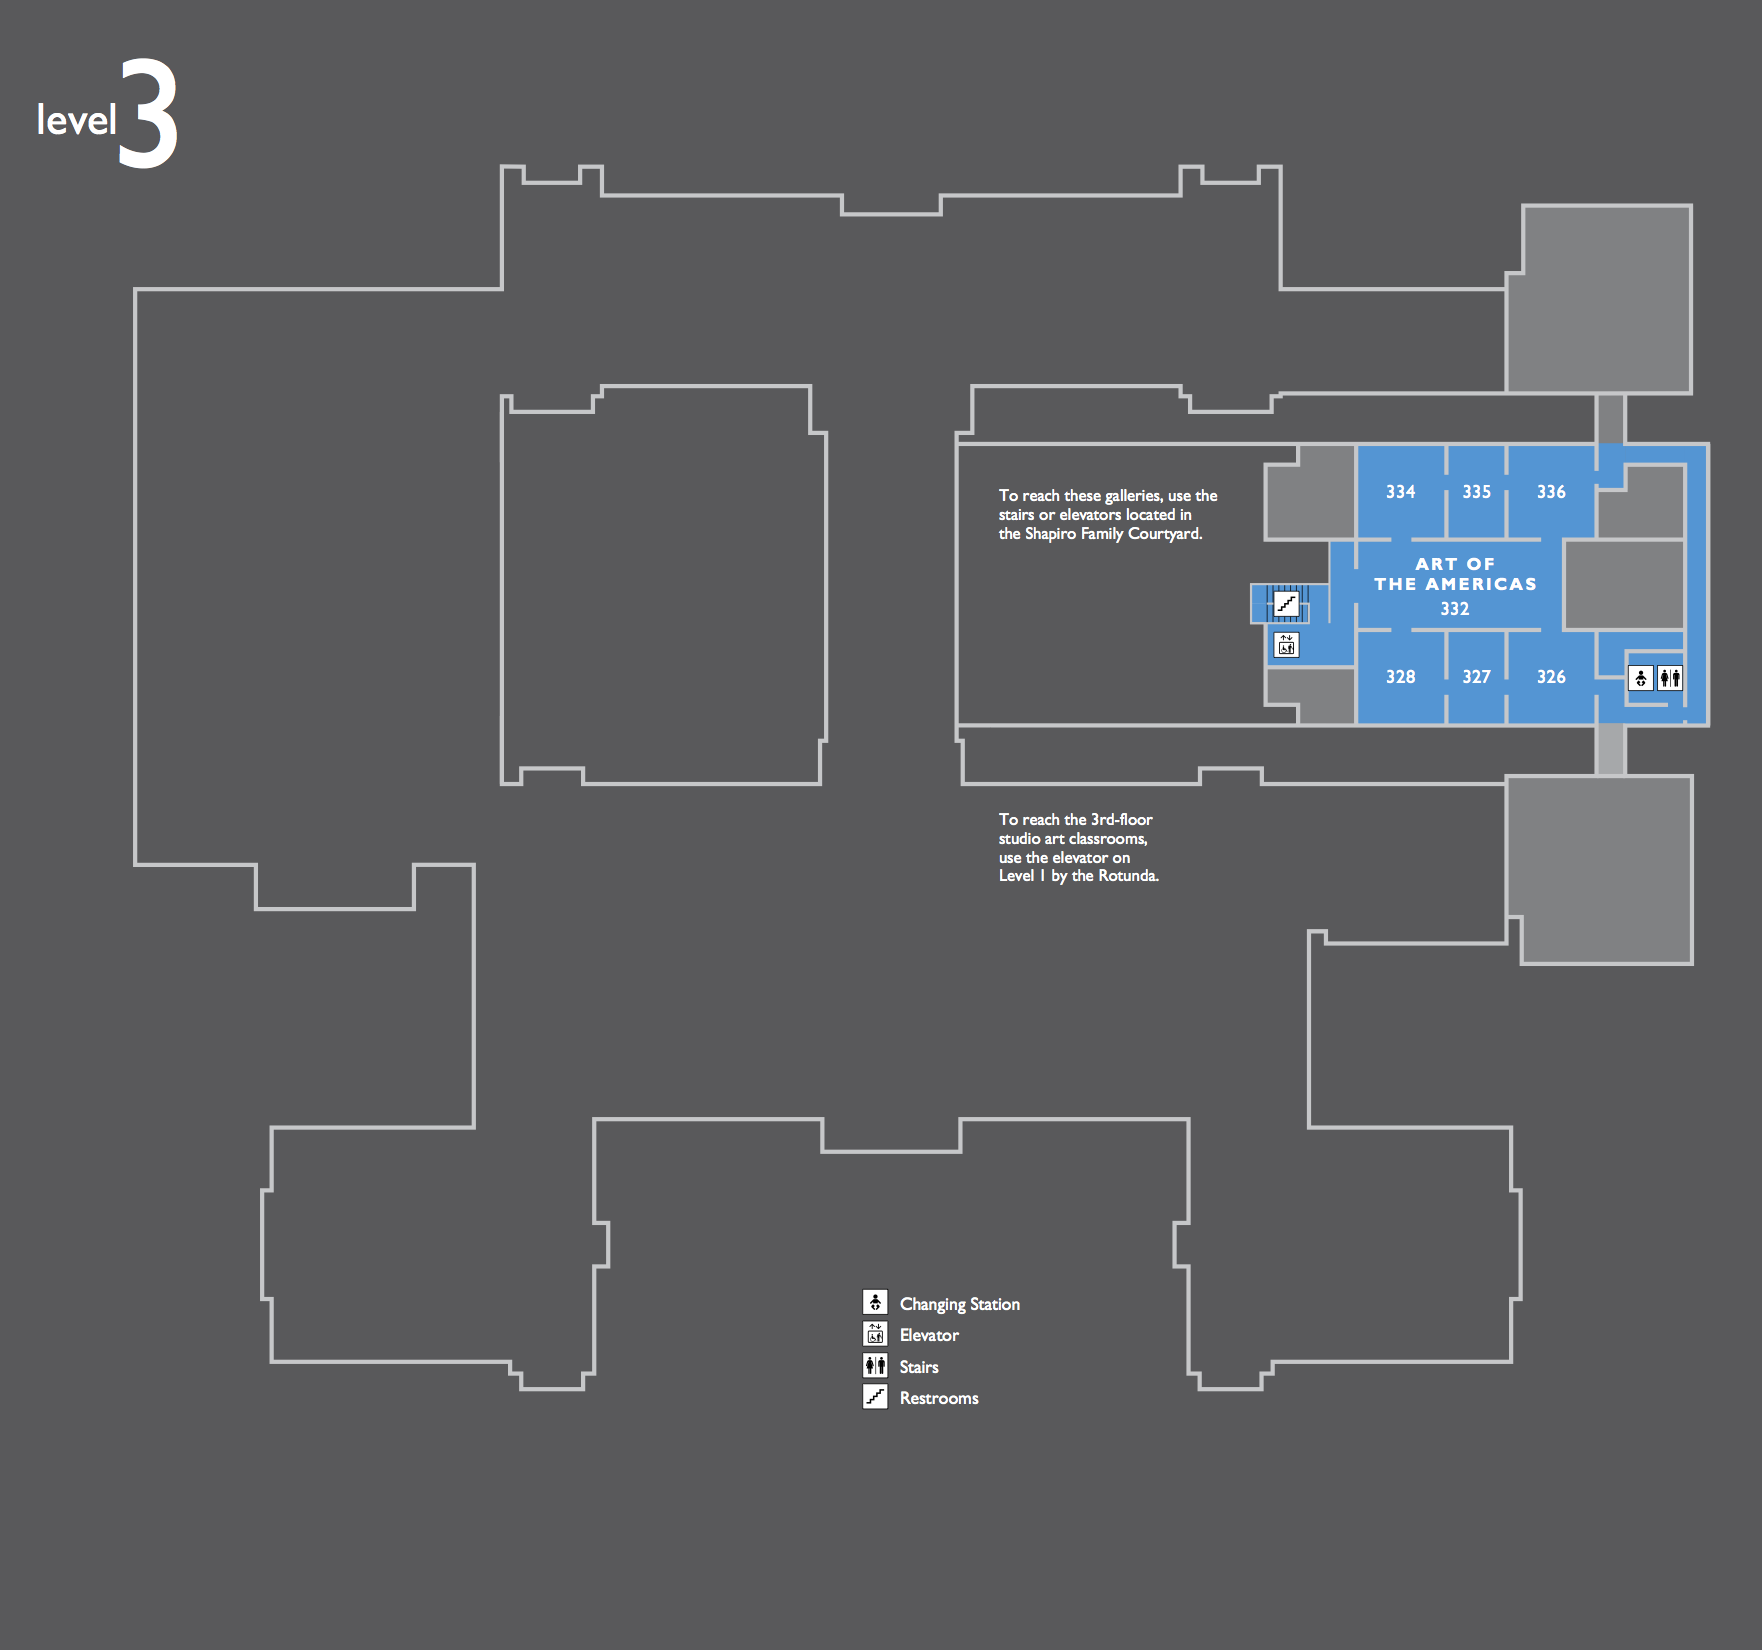 level 3
To reach these galleries, use the
stairs or elevators located in
the Shapiro Family Courtyard.
334
335
336
ART OF
THE AMERICAS
332
328
327
326
To reach the 3rd-floor
studio art classrooms,
use the elevator on
Level 1 by the Rotunda.
Changing Station
Elevator
Stairs
Restrooms